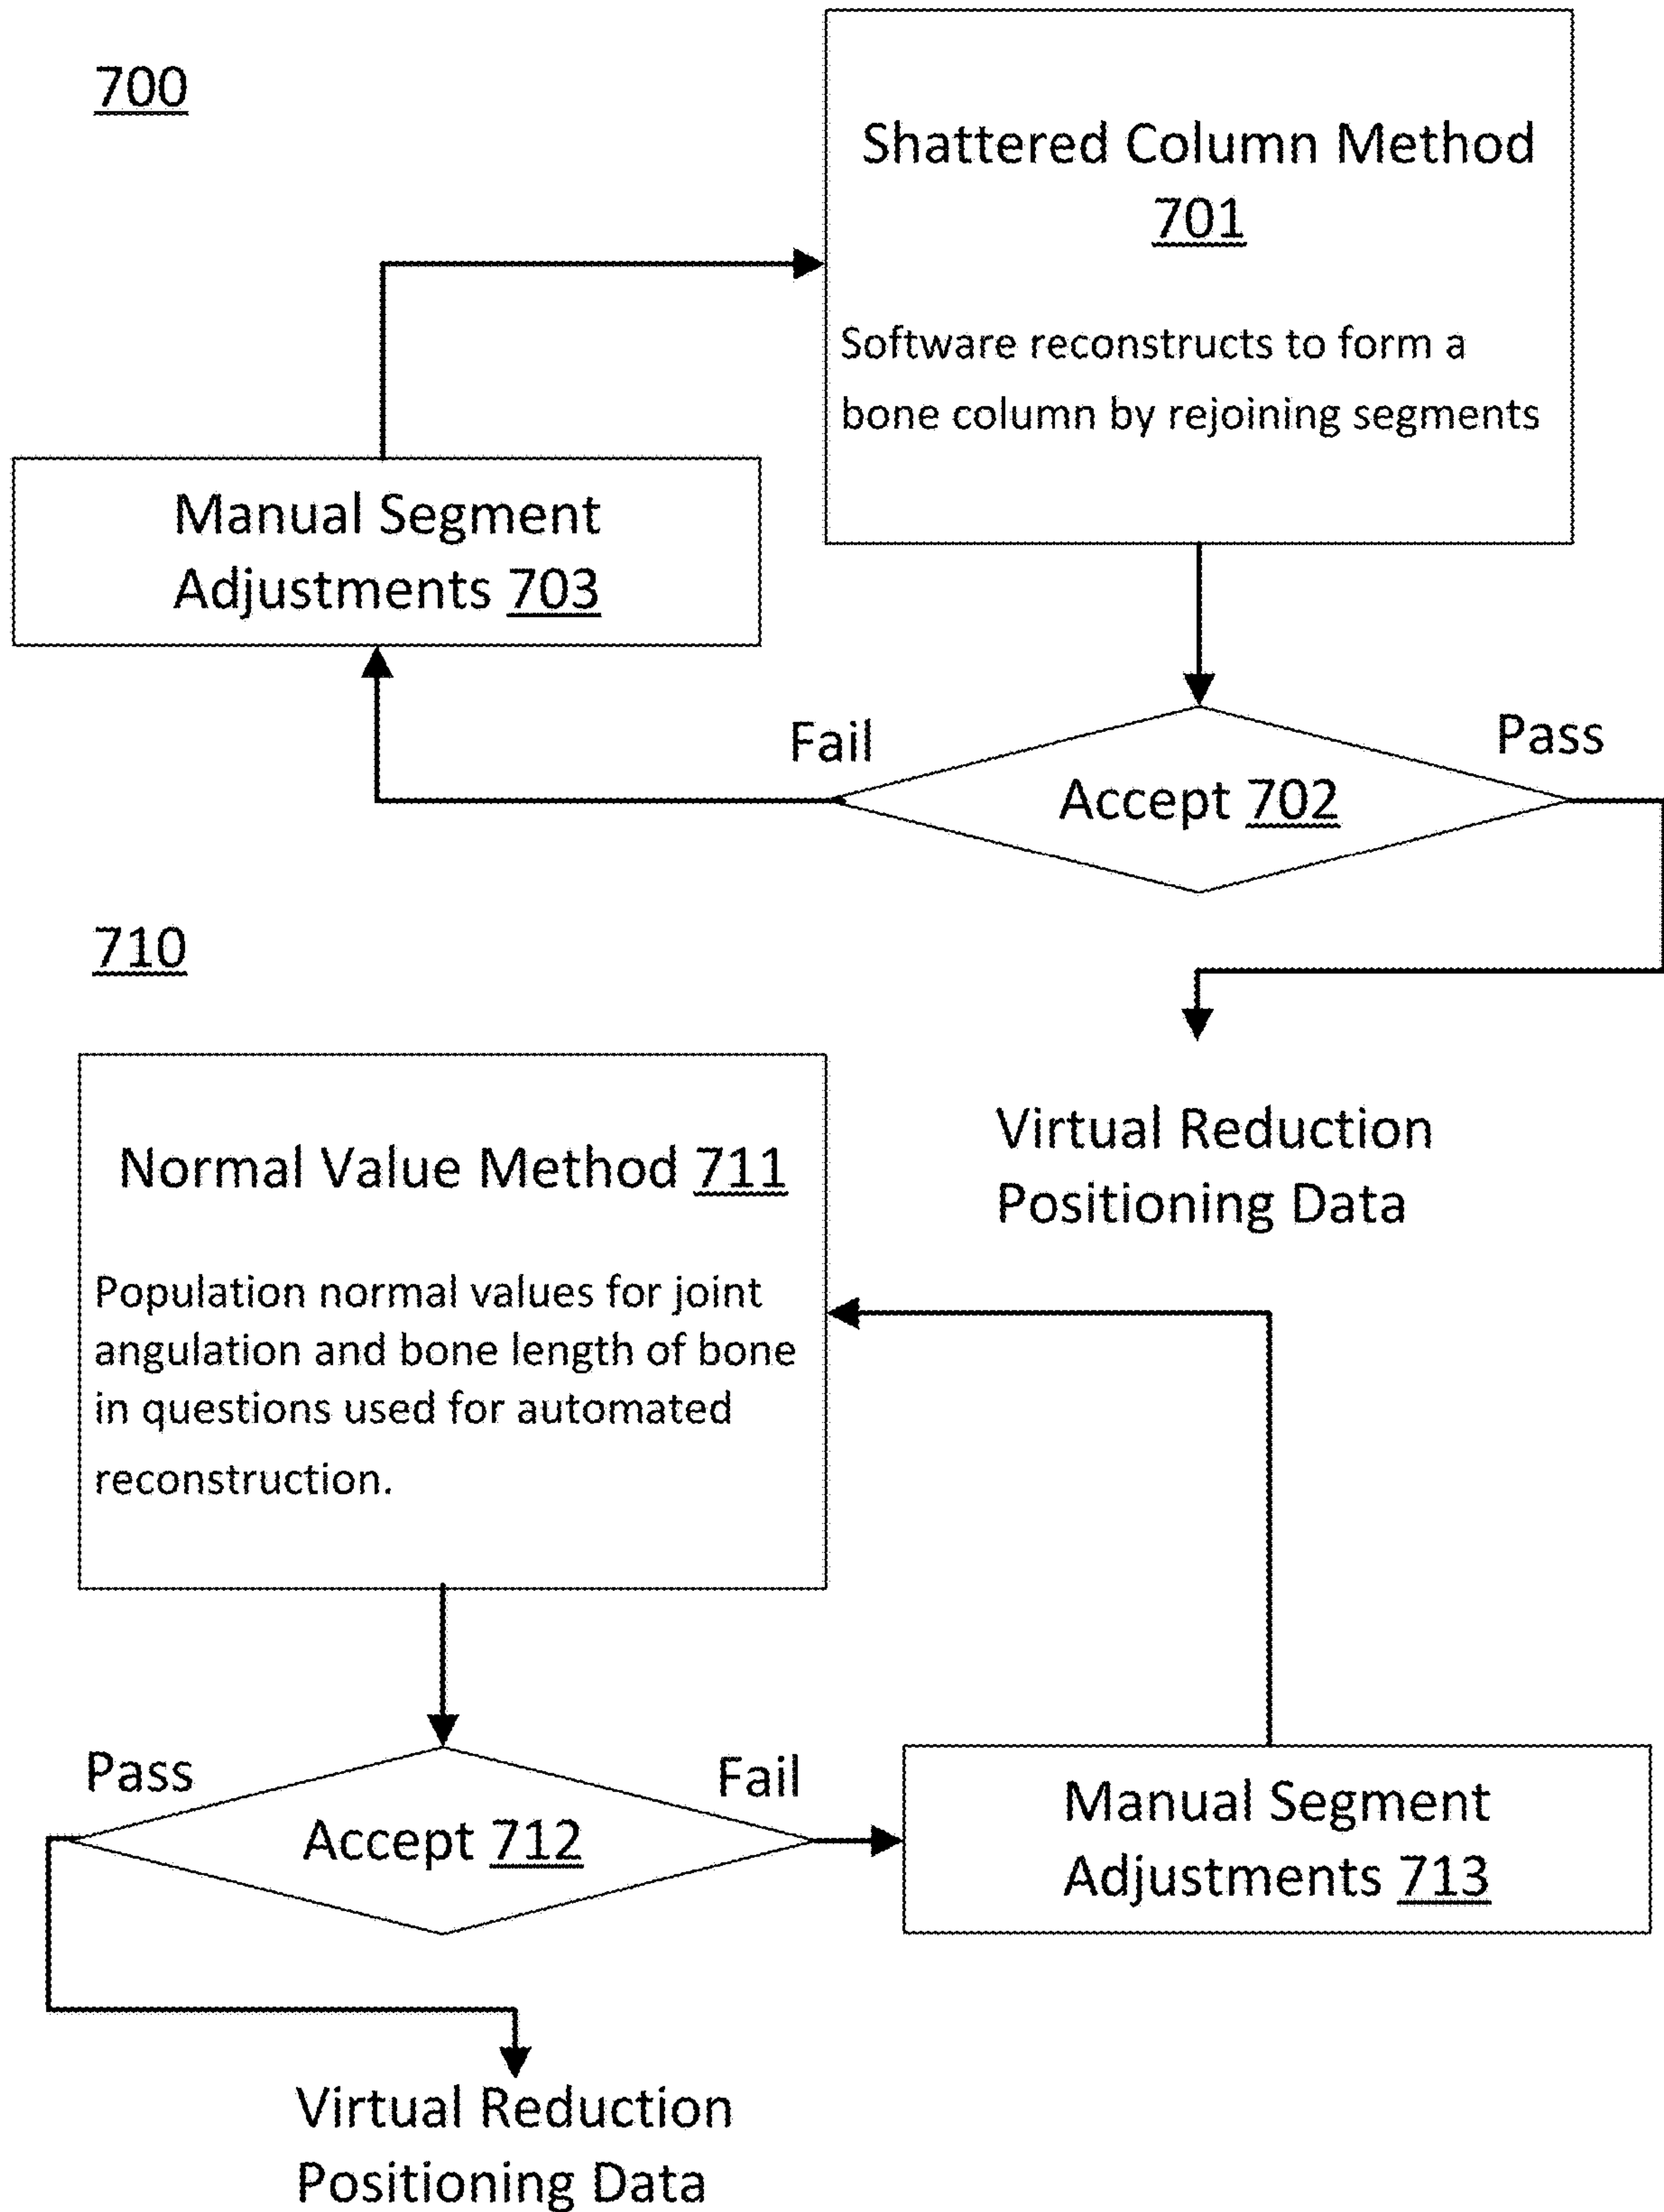 700
Shattered Column Method
701
Software reconstructs to form a
bone column by rejoining segments
Manual Segment
Adjustments 703
Fail
Pass
Accept 702
710
Virtual Reduction
Positioning Data
Normal Value Method 711
Population normal values for joint
angulation and bone length of bone
in questions used for automated
reconstruction.
Pass
Fail
Accept 712
Manual Segment
Adjustments 713
Virtual Reduction
Positioning Data